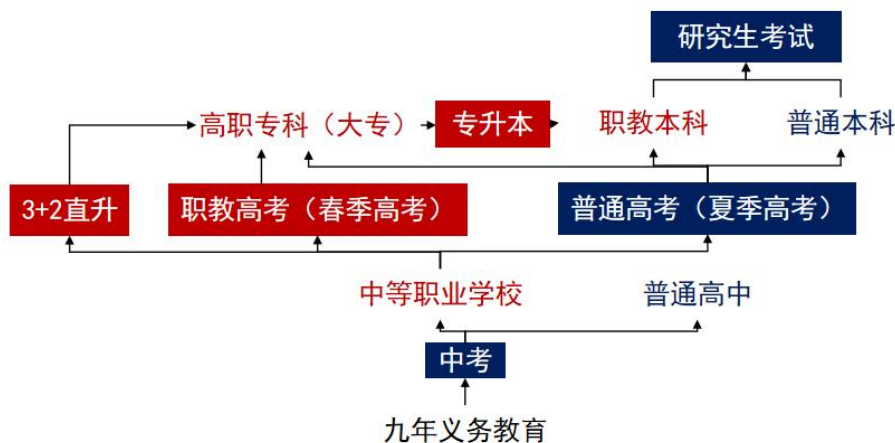 研究生考试
高职专科（大专）
专升本
职教本科
普通本科
3+2直升
职教高考（春季高考）
普通高考（夏季高考）
中等职业学校
普通高中
中考
九年义务教育